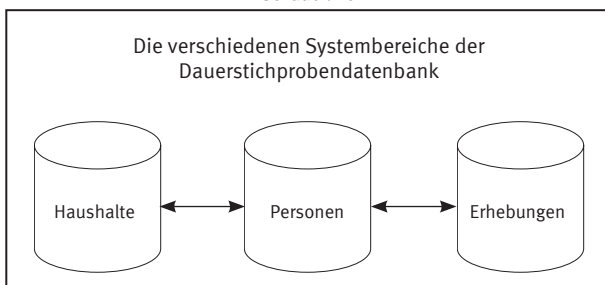 Die verschiedenen Systembereiche der
Dauerstichprobendatenbank
Haushalte
Personen
Erhebungen